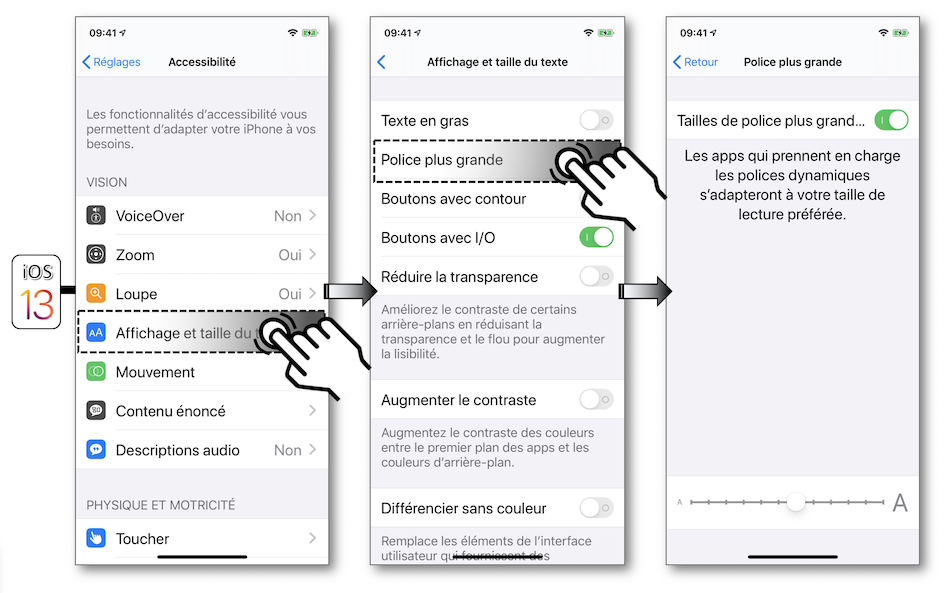 iOS
13
09:41
Réglages
Accessibilité
Les fonctionnalités d'accessibilité vous
permettent d'adapter votre iPhone à vos
besoins.
VISION
VoiceOver
Non
Zoom
Oui
Loupe
Oui
AA
Affichage et taille du
Mouvement
Contenu énoncé
Descriptions audio
Non
PHYSIQUE ET MOTRICITÉ
Toucher
09:41
Affichage et taille du texte
Texte en gras
Police plus grande
Boutons avec contour
Boutons avec I/O
Réduire la transparence
Améliorez le contraste de certains
arrière-plans en réduisant la
transparence et le flou pour augmenter
la lisibilité.
Augmenter le contraste
Augmentez le contraste des couleurs
entre le premier plan des apps et les
couleurs d'arrière-plan.
Différencier sans couleur
Remplace les éléments de l'interface
utilisateur qui fournissent des
09:41
Retour
Police plus grande
Tailles de police plus grand...
Les apps qui prennent en charge
les polices dynamiques
s'adapteront à votre taille de
lecture préférée.
A
A